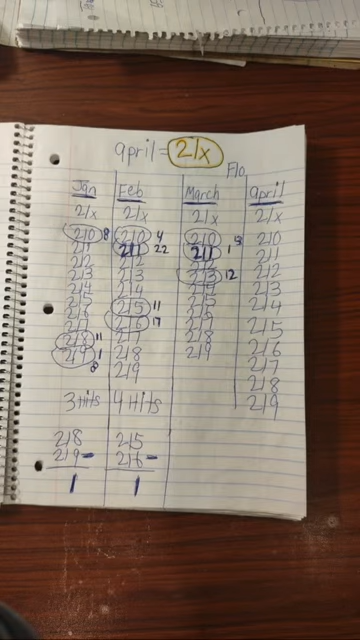 april = 21x
Flo
Jan Feb March april
21x 21x 21x 21x
210 8 210 4 210 9 210
211 211 22 211 1 211
212 212 212 212
213 213 213 12 213
214 214 214 214
215 215 11 215 215
216 216 17 216 216
217 217 217 217
218 11 218 218 218
219 1 219 219 219
8
3 Hits 4 Hits
218 215
219 - 216 -
1 1